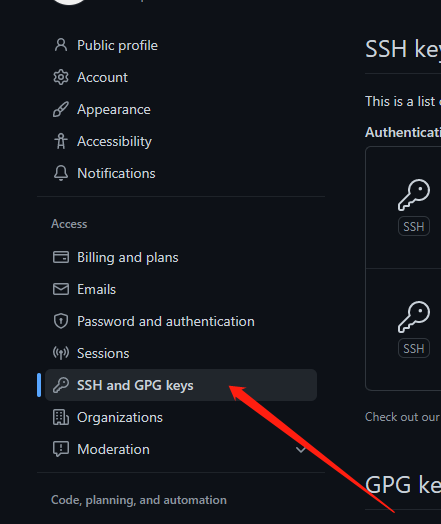 Public profile
Account
Appearance
Accessibility
Notifications
Access
Billing and plans
Emails
Password and authentication
Sessions
SSH and GPG keys
Organizations
Moderation
Code, planning, and automation
SSH key
This is a list o
Authenticati
SSH
SSH
Check out our
GPG ke